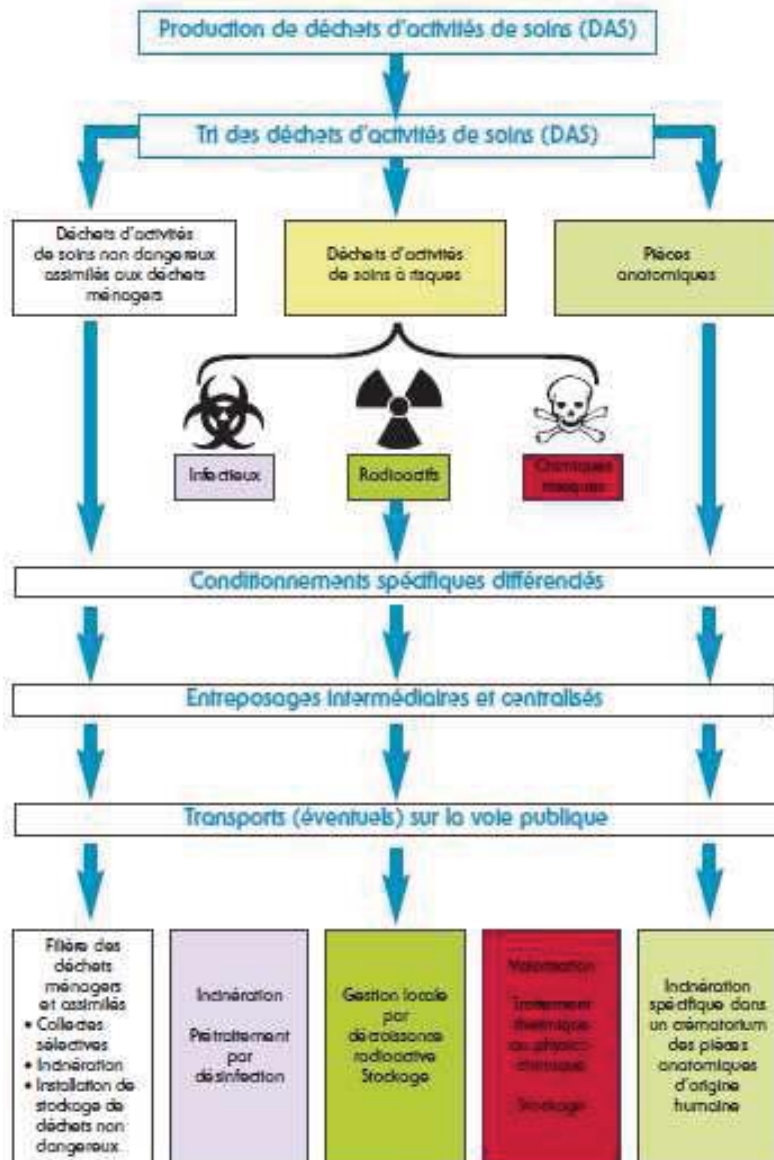 Production de déchets d'activités de soins (DAS)
Tri des déchets d'activités de soins (DAS)
Déchets d'activités
de soins non dangereux
assimilés aux déchets
ménagers
Déchets d'activités
de soins à risques
Pièces
anatomiques
Infectieux
Radioactifs
Chimiques
toxiques
Conditionnements spécifiques différenciés
Entreposages intermédiaires et centralisés
Transports (éventuels) sur la voie publique
Filière des
déchets
ménagers
et assimilés
• Collectes
sélectives
• Incinération
• Installation de
stockage de
déchets non
dangereux
Incinération
Prétraitement
par
désinfection
Gestion locale
par
décroissance
radioactive
Stockage
Valorisation
Traitement
thermique
ou physico-
chimique
Stockage
Incinération
spécifique dans
un crématorium
des pièces
anatomiques
d'origine
humaine